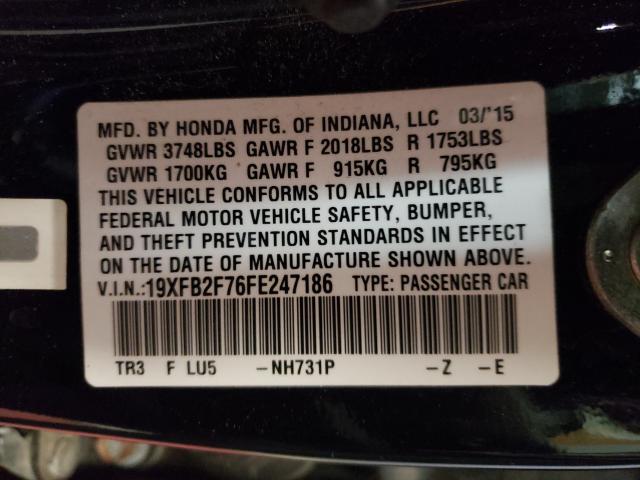 MFD. BY HONDA MFG. OF INDIANA, LLC 03/'15
GVWR 3748LBS GAWR F 2018LBS R 1753LBS
GVWR 1700KG GAWR F 915KG R 795KG
THIS VEHICLE CONFORMS TO ALL APPLICABLE
FEDERAL MOTOR VEHICLE SAFETY, BUMPER,
AND THEFT PREVENTION STANDARDS IN EFFECT
ON THE DATE OF MANUFACTURE SHOWN ABOVE.
V.I.N.:19XFB2F76FE247186 TYPE: PASSENGER CAR
TR3 F LU5 -NH731P -Z -E